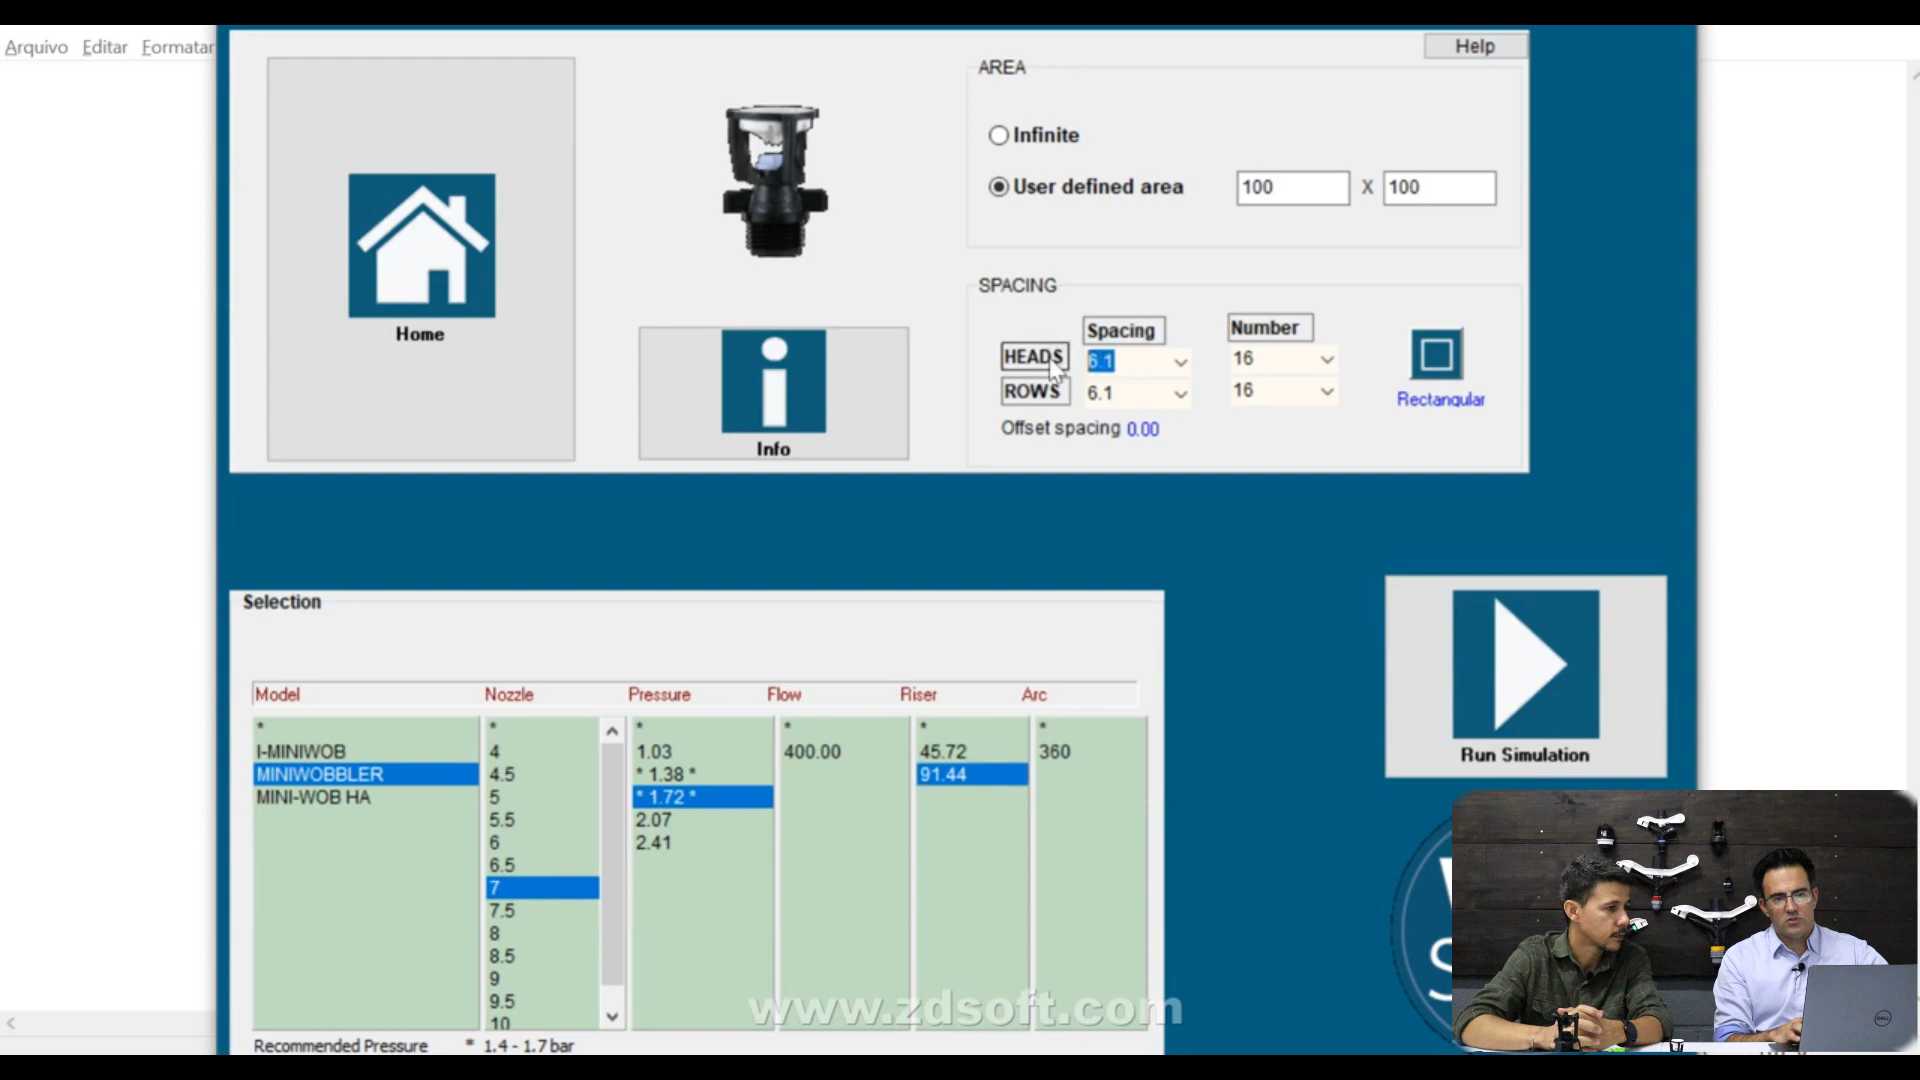 Arquivo Editar Formatar
Help
AREA
Infinite
User defined area 100 X 100
Home
Info
SPACING
Spacing Number
HEADS 6.1 16
ROWS 6.1 16
Offset spacing 0.00
Rectangular
Selection
Model Nozzle Pressure Flow Riser Arc
* * * * * *
I-MINIWOB 4 1.03 400.00 45.72 360
MINIWOBBLER 4.5 * 1.38 * 91.44
MINI-WOB HA 5 * 1.72 *
5.5 2.07
6 2.41
6.5
7
7.5
8
8.5
9
9.5
10
Recommended Pressure * 1.4 - 1.7 bar
Run Simulation
www.zdsoft.com
DELL